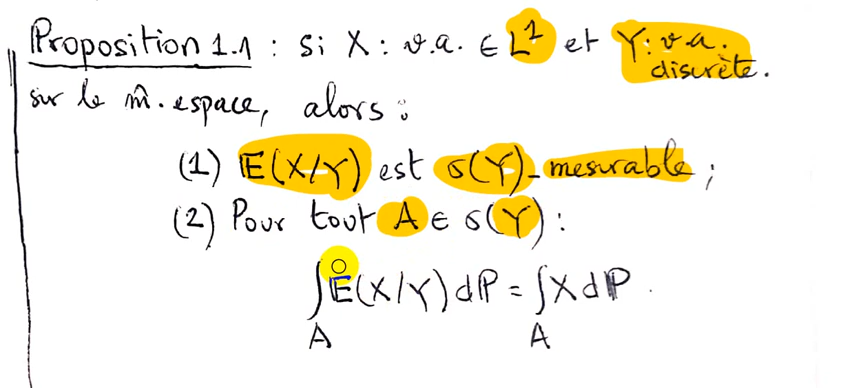 Proposition 1.1 : si X : v.a. ∈ L¹ et Y : v.a. discrète.
sur le m̂. espace, alors :
(1) 𝔼(X/Y) est σ(Y)-mesurable ;
(2) Pour tout A ∈ σ(Y) :
∫_A 𝔼(X/Y) dℙ = ∫_A X dℙ.